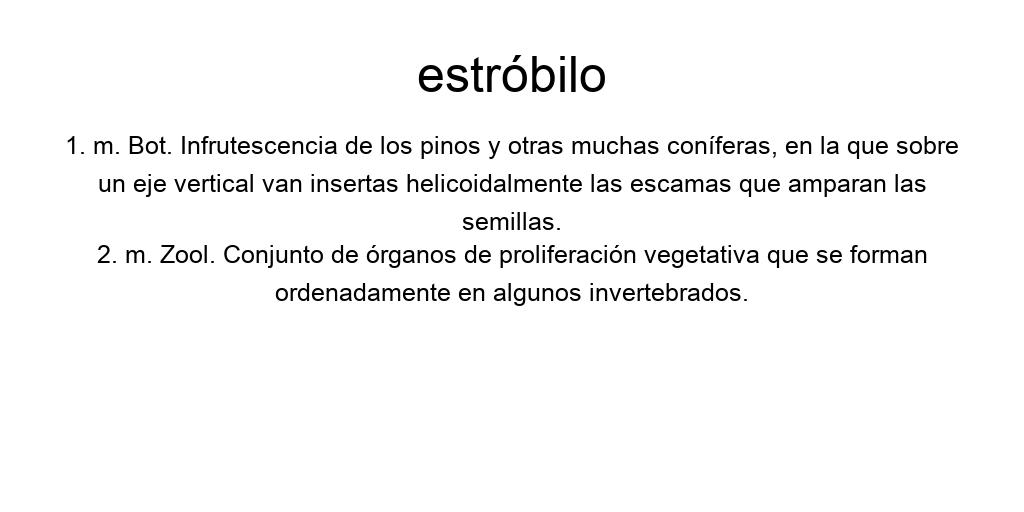 estróbilo
1. m. Bot. Infrutescencia de los pinos y otras muchas coníferas, en la que sobre
un eje vertical van insertas helicoidalmente las escamas que amparan las
semillas.
2. m. Zool. Conjunto de órganos de proliferación vegetativa que se forman
ordenadamente en algunos invertebrados.